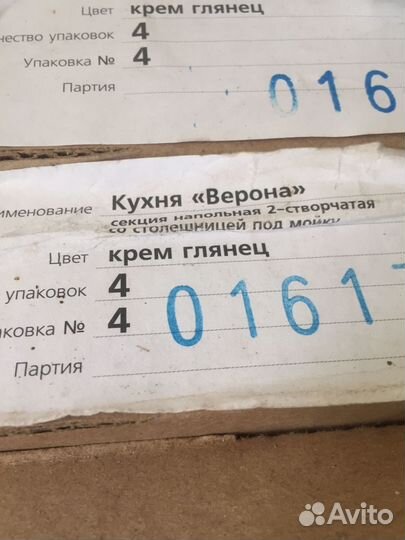 Цвет крем глянец
чество упаковок 4
Упаковка № 4
Партия 016
именование Кухня «Верона»
секция напольная 2-створчатая
со столешницей под мойку
Цвет крем глянец
упаковок 4
аковка № 4
0161
Партия
Avito